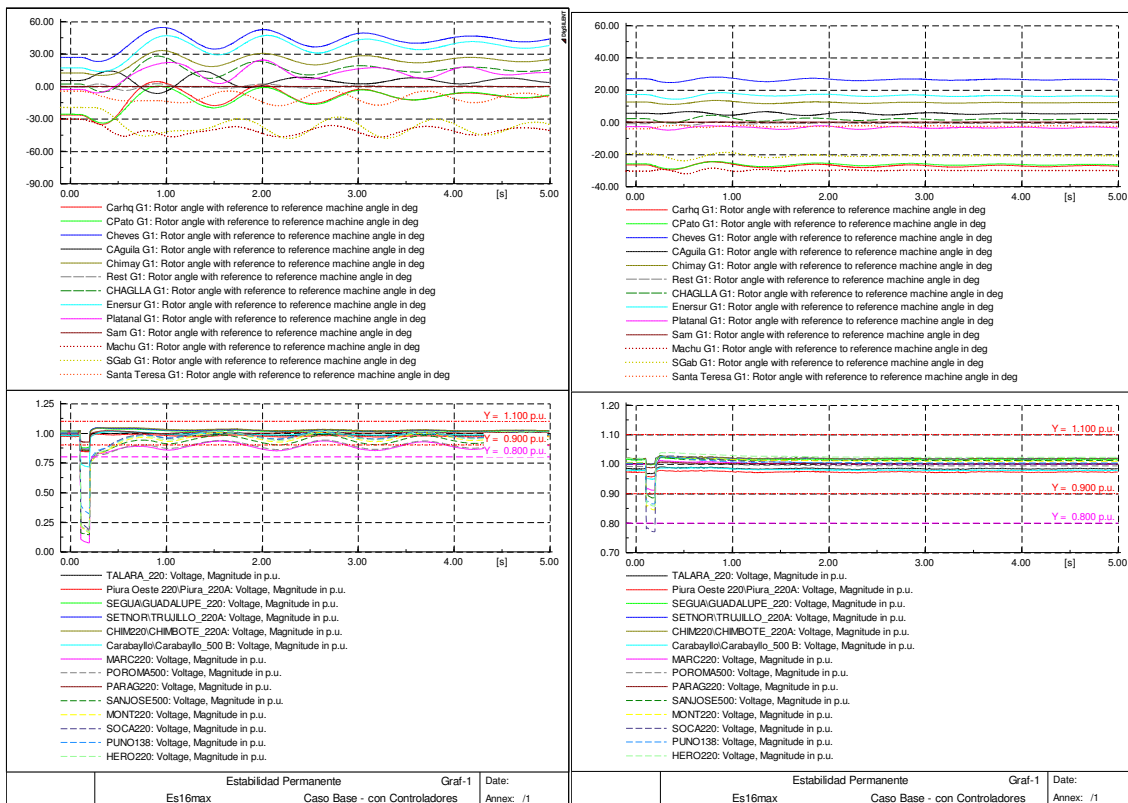 60.00
30.00
0.00
-30.00
-60.00
-90.00
0.00 1.00 2.00 3.00 4.00 [s] 5.00
DIgSILENT
Carhq G1: Rotor angle with reference to reference machine angle in deg
CPato G1: Rotor angle with reference to reference machine angle in deg
Cheves G1: Rotor angle with reference to reference machine angle in deg
CAguila G1: Rotor angle with reference to reference machine angle in deg
Chimay G1: Rotor angle with reference to reference machine angle in deg
Rest G1: Rotor angle with reference to reference machine angle in deg
CHAGLLA G1: Rotor angle with reference to reference machine angle in deg
Enersur G1: Rotor angle with reference to reference machine angle in deg
Platanal G1: Rotor angle with reference to reference machine angle in deg
Sam G1: Rotor angle with reference to reference machine angle in deg
Machu G1: Rotor angle with reference to reference machine angle in deg
SGab G1: Rotor angle with reference to reference machine angle in deg
Santa Teresa G1: Rotor angle with reference to reference machine angle in deg
1.25
1.00
0.75
0.50
0.25
0.00
0.00 1.00 2.00 3.00 4.00 [s] 5.00
Y = 1.100 p.u.
Y = 0.900 p.u.
Y = 0.800 p.u.
TALARA_220: Voltage, Magnitude in p.u.
Piura Oeste 220\Piura_220A: Voltage, Magnitude in p.u.
SEGUA\GUADALUPE_220: Voltage, Magnitude in p.u.
SETNOR\TRUJILLO_220A: Voltage, Magnitude in p.u.
CHIM220\CHIMBOTE_220A: Voltage, Magnitude in p.u.
Carabayllo\Carabayllo_500 B: Voltage, Magnitude in p.u.
MARC220: Voltage, Magnitude in p.u.
POROMA500: Voltage, Magnitude in p.u.
PARAG220: Voltage, Magnitude in p.u.
SANJOSE500: Voltage, Magnitude in p.u.
MONT220: Voltage, Magnitude in p.u.
SOCA220: Voltage, Magnitude in p.u.
PUNO138: Voltage, Magnitude in p.u.
HERO220: Voltage, Magnitude in p.u.
Estabilidad Permanente Graf-1 Date:
Es16max Caso Base - con Controladores Annex: /1
60.00
40.00
20.00
0.00
-20.00
-40.00
0.00 1.00 2.00 3.00 4.00 [s] 5.00
Carhq G1: Rotor angle with reference to reference machine angle in deg
CPato G1: Rotor angle with reference to reference machine angle in deg
Cheves G1: Rotor angle with reference to reference machine angle in deg
CAguila G1: Rotor angle with reference to reference machine angle in deg
Chimay G1: Rotor angle with reference to reference machine angle in deg
Rest G1: Rotor angle with reference to reference machine angle in deg
CHAGLLA G1: Rotor angle with reference to reference machine angle in deg
Enersur G1: Rotor angle with reference to reference machine angle in deg
Platanal G1: Rotor angle with reference to reference machine angle in deg
Sam G1: Rotor angle with reference to reference machine angle in deg
Machu G1: Rotor angle with reference to reference machine angle in deg
SGab G1: Rotor angle with reference to reference machine angle in deg
Santa Teresa G1: Rotor angle with reference to reference machine angle in deg
1.20
1.10
1.00
0.90
0.80
0.70
0.00 1.00 2.00 3.00 4.00 [s] 5.00
Y = 1.100 p.u.
Y = 0.900 p.u.
Y = 0.800 p.u.
TALARA_220: Voltage, Magnitude in p.u.
Piura Oeste 220\Piura_220A: Voltage, Magnitude in p.u.
SEGUA\GUADALUPE_220: Voltage, Magnitude in p.u.
SETNOR\TRUJILLO_220A: Voltage, Magnitude in p.u.
CHIM220\CHIMBOTE_220A: Voltage, Magnitude in p.u.
Carabayllo\Carabayllo_500 B: Voltage, Magnitude in p.u.
MARC220: Voltage, Magnitude in p.u.
POROMA500: Voltage, Magnitude in p.u.
PARAG220: Voltage, Magnitude in p.u.
SANJOSE500: Voltage, Magnitude in p.u.
MONT220: Voltage, Magnitude in p.u.
SOCA220: Voltage, Magnitude in p.u.
PUNO138: Voltage, Magnitude in p.u.
HERO220: Voltage, Magnitude in p.u.
Estabilidad Permanente Graf-1 Date:
Es16max Caso Base - con Controladores Annex: /1